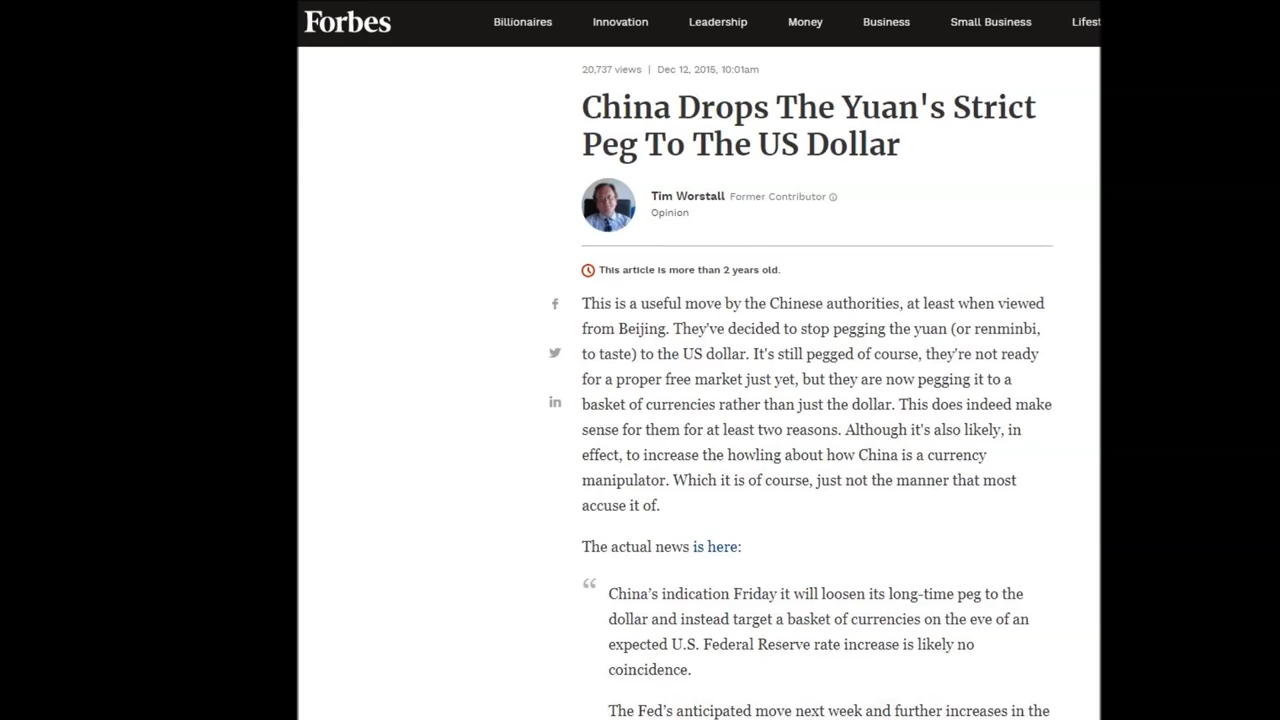 Forbes
Billionaires Innovation Leadership Money Business Small Business Lifest
20,737 views | Dec 12, 2015, 10:01am
China Drops The Yuan's Strict
Peg To The US Dollar
Tim Worstall Former Contributor
Opinion
This article is more than 2 years old.
This is a useful move by the Chinese authorities, at least when viewed
from Beijing. They've decided to stop pegging the yuan (or renminbi,
to taste) to the US dollar. It's still pegged of course, they're not ready
for a proper free market just yet, but they are now pegging it to a
basket of currencies rather than just the dollar. This does indeed make
sense for them for at least two reasons. Although it's also likely, in
effect, to increase the howling about how China is a currency
manipulator. Which it is of course, just not the manner that most
accuse it of.
The actual news is here:
“
China’s indication Friday it will loosen its long-time peg to the
dollar and instead target a basket of currencies on the eve of an
expected U.S. Federal Reserve rate increase is likely no
coincidence.
The Fed’s anticipated move next week and further increases in the